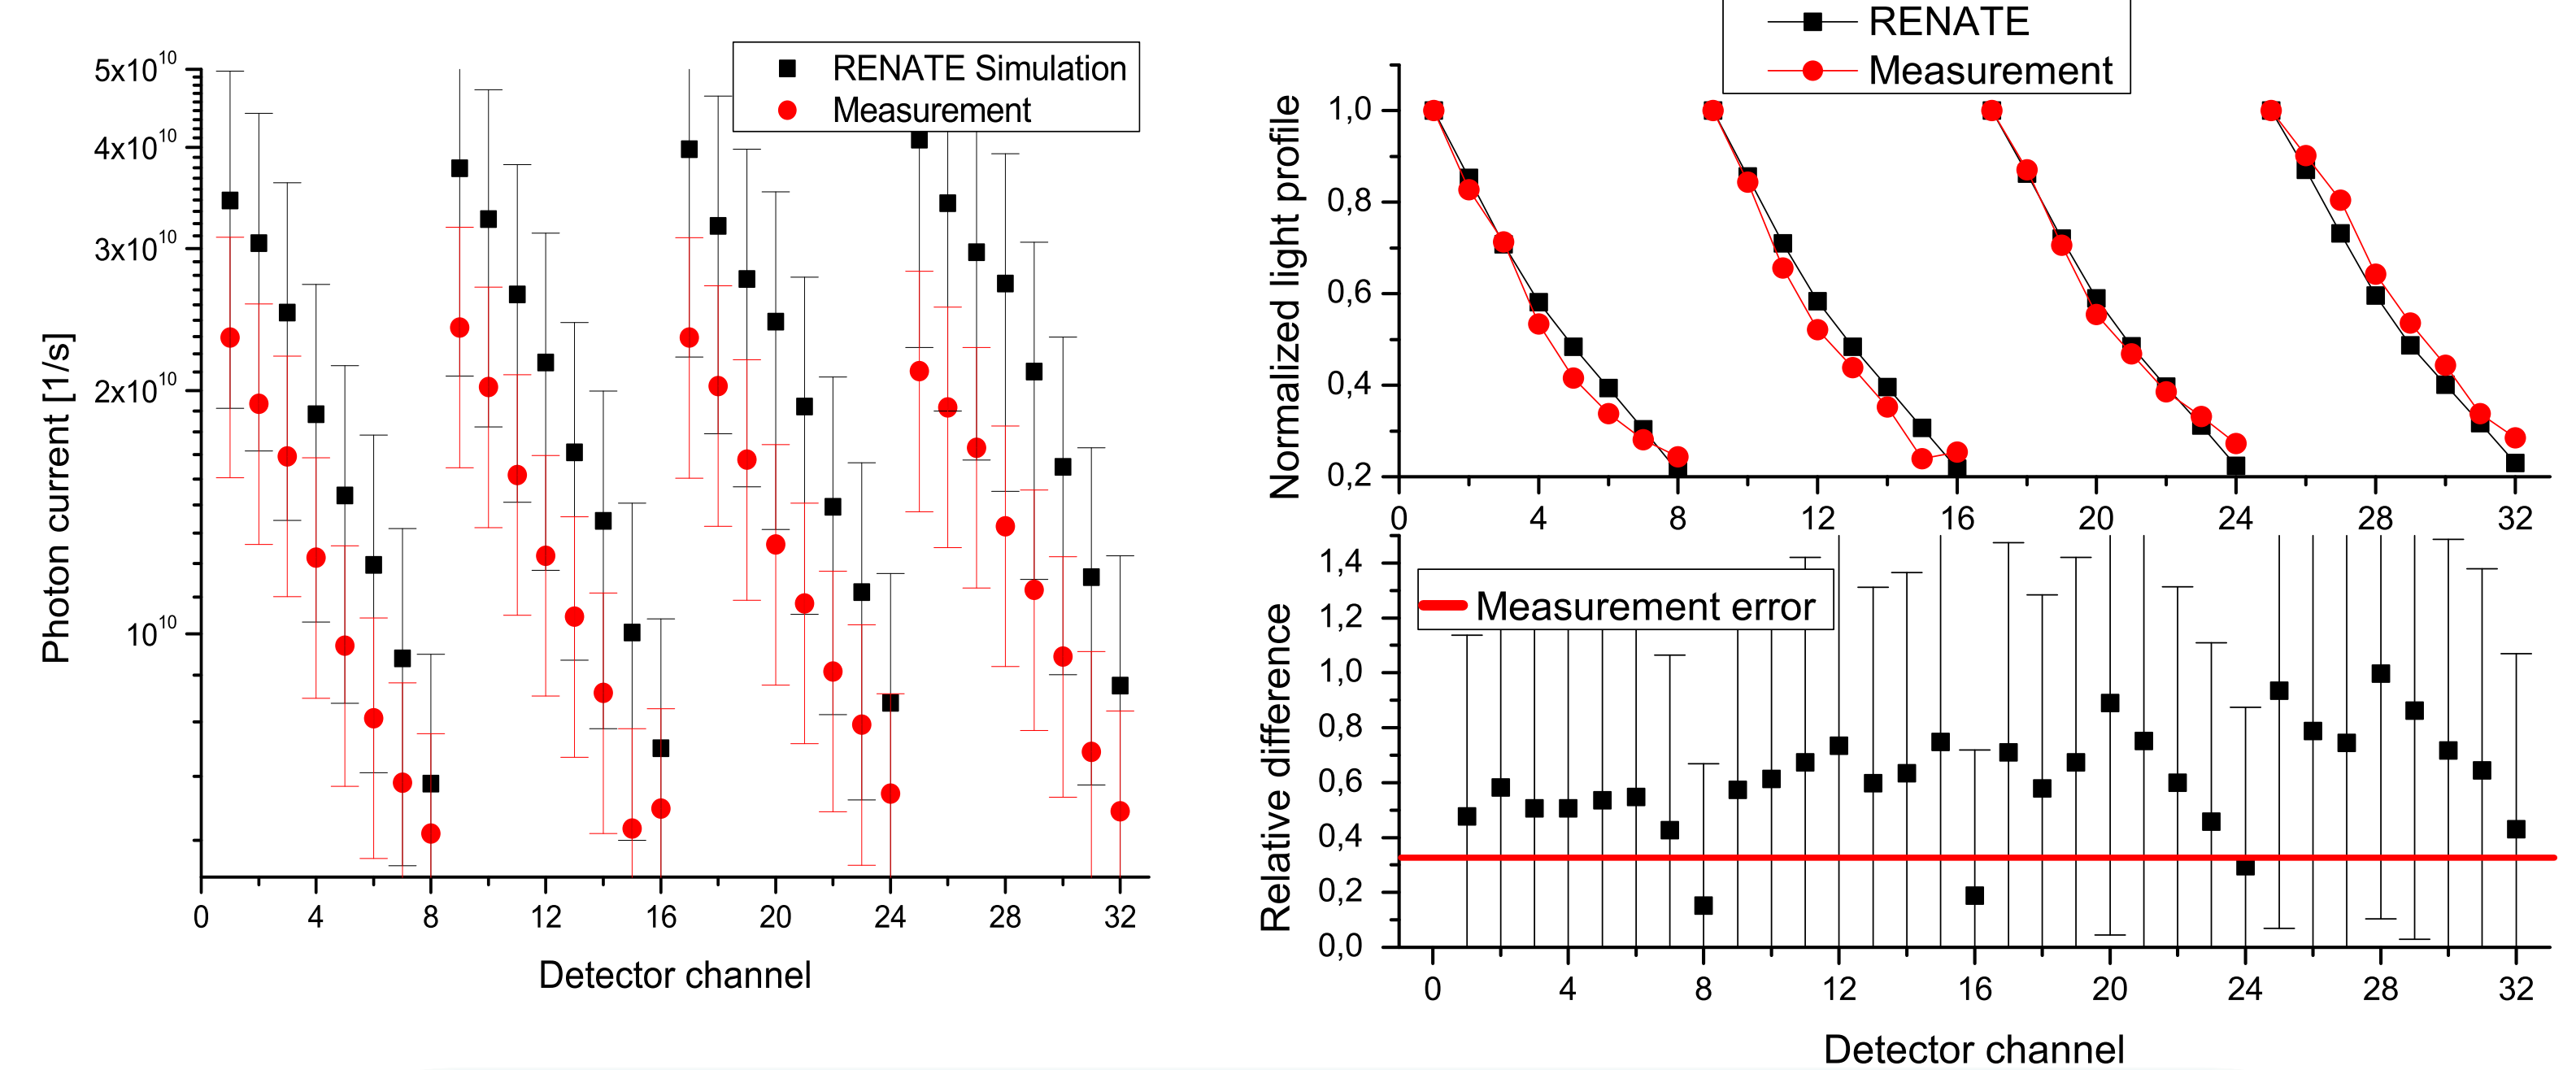 RENATE Simulation
Measurement
5x10^10
4x10^10
3x10^10
2x10^10
10^10
Photon current [1/s]
0 4 8 12 16 20 24 28 32
Detector channel
RENATE
Measurement
1,0
0,8
0,6
0,4
0,2
Normalized light profile
0 4 8 12 16 20 24 28 32
Measurement error
1,4
1,2
1,0
0,8
0,6
0,4
0,2
0,0
Relative difference
0 4 8 12 16 20 24 28 32
Detector channel